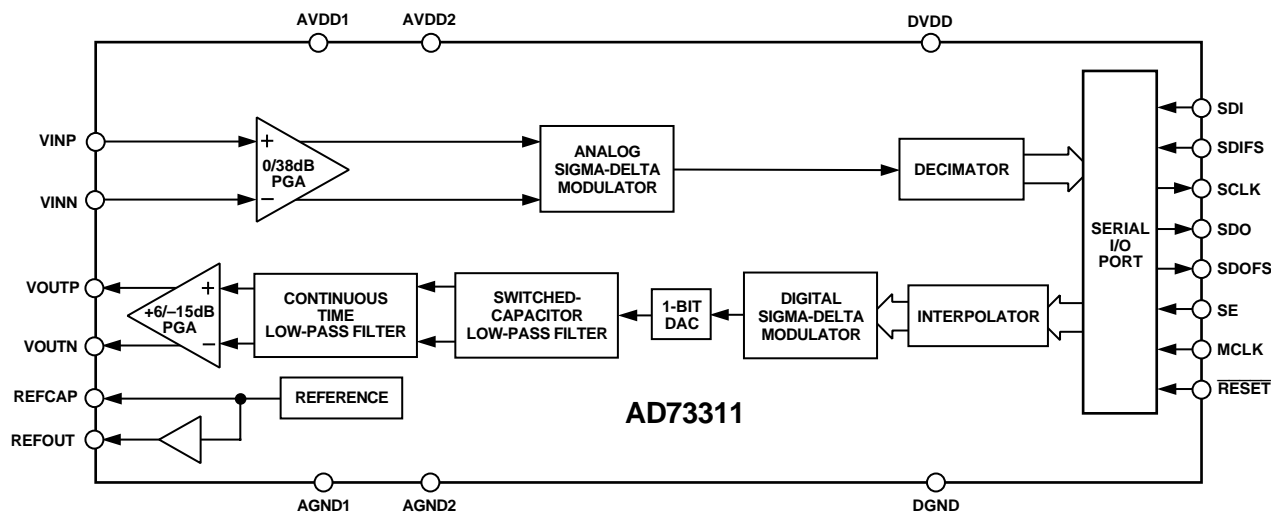 AVDD1
AVDD2
DVDD
VINP
VINN
+
0/38dB
PGA
−
ANALOG
SIGMA-DELTA
MODULATOR
DECIMATOR
SERIAL
I/O
PORT
SDI
SDIFS
SCLK
SDO
SDOFS
SE
MCLK
RESET
VOUTP
VOUTN
+
+6/−15dB
PGA
−
CONTINUOUS
TIME
LOW-PASS FILTER
SWITCHED-
CAPACITOR
LOW-PASS FILTER
1-BIT
DAC
DIGITAL
SIGMA-DELTA
MODULATOR
INTERPOLATOR
REFCAP
REFOUT
REFERENCE
AD73311
AGND1
AGND2
DGND